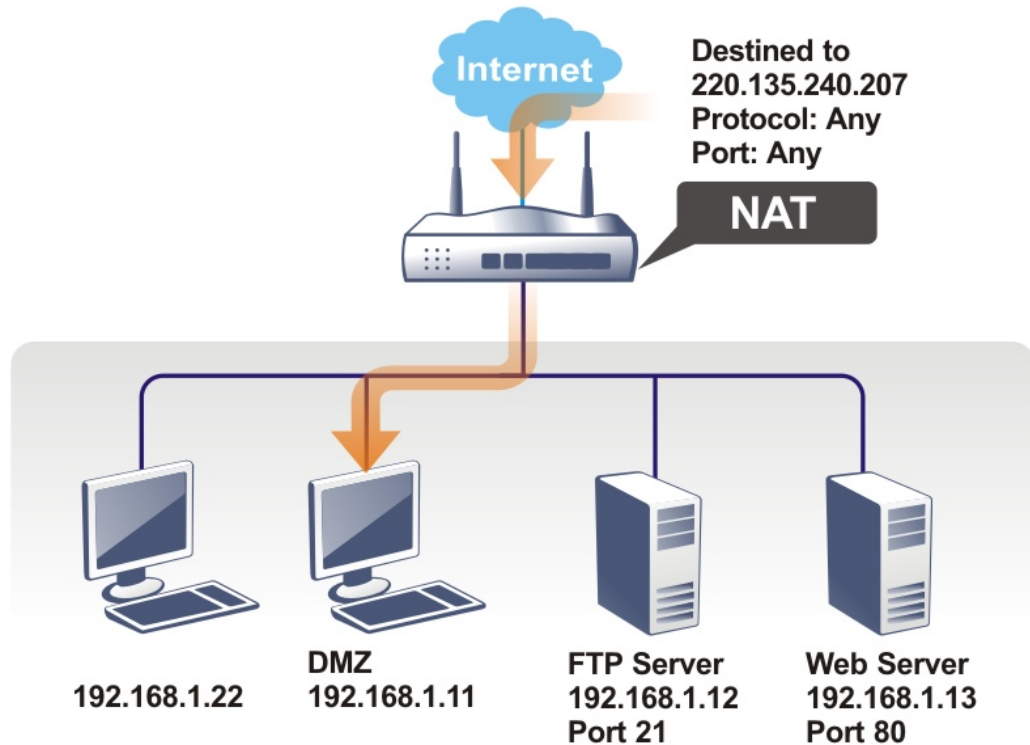 Internet
Destined to
220.135.240.207
Protocol: Any
Port: Any
NAT
192.168.1.22
DMZ
192.168.1.11
FTP Server
192.168.1.12
Port 21
Web Server
192.168.1.13
Port 80